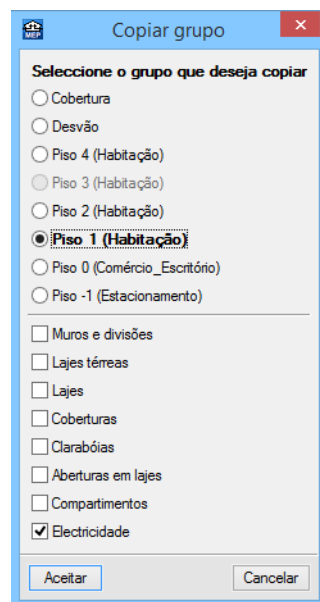 MEP
Copiar grupo
Seleccione o grupo que deseja copiar
Cobertura
Desvão
Piso 4 (Habitação)
Piso 3 (Habitação)
Piso 2 (Habitação)
Piso 1 (Habitação)
Piso 0 (Comércio_Escritório)
Piso -1 (Estacionamento)
Muros e divisões
Lajes térreas
Lajes
Coberturas
Clarabóias
Aberturas em lajes
Compartimentos
Electricidade
Aceitar Cancelar